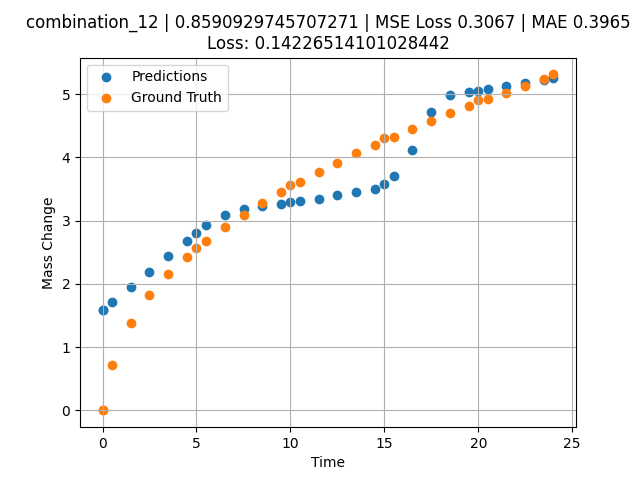 combination_12 | 0.8590929745707271 | MSE Loss 0.3067 | MAE 0.3965
Loss: 0.14226514101028442
Predictions
Ground Truth
5
4
3
2
1
0
Mass Change
0 5 10 15 20 25
Time